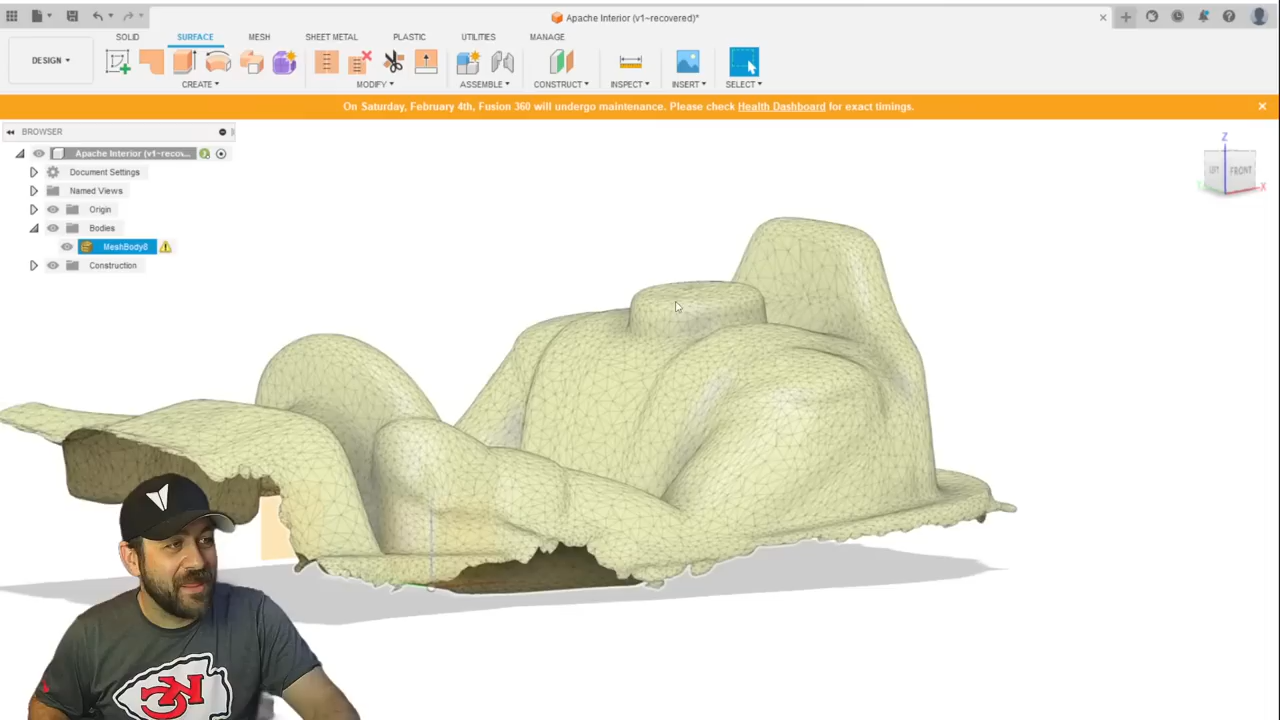 Apache Interior (v1~recovered)*
SOLID SURFACE MESH SHEET METAL PLASTIC UTILITIES MANAGE
DESIGN
CREATE MODIFY ASSEMBLE CONSTRUCT INSPECT INSERT SELECT
On Saturday, February 4th, Fusion 360 will undergo maintenance. Please check Health Dashboard for exact timings.
BROWSER
Apache Interior (v1~recov...
Document Settings
Named Views
Origin
Bodies
MeshBody8
Construction
Z
FRONT
X
KC